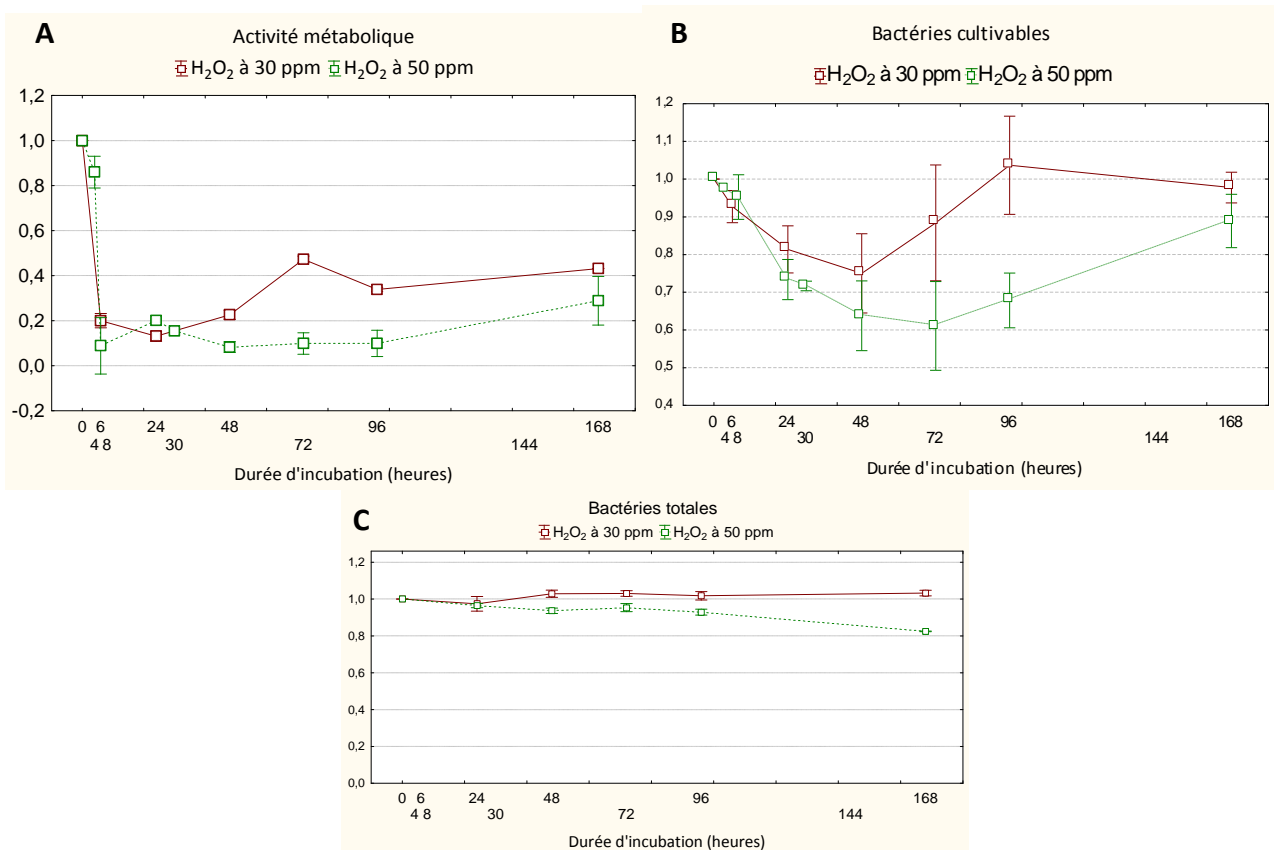 A
Activité métabolique
H₂O₂ à 30 ppm H₂O₂ à 50 ppm
1,2
1,0
0,8
0,6
0,4
0,2
0,0
-0,2
0 6 24 48 96 168
4 8 30 72 144
Durée d'incubation (heures)
B
Bactéries cultivables
H₂O₂ à 30 ppm H₂O₂ à 50 ppm
1,2
1,1
1,0
0,9
0,8
0,7
0,6
0,5
0,4
0 6 24 48 96 168
4 8 30 72 144
Durée d'incubation (heures)
C
Bactéries totales
H₂O₂ à 30 ppm H₂O₂ à 50 ppm
1,2
1,0
0,8
0,6
0,4
0,2
0,0
0 6 24 48 96 168
4 8 30 72 144
Durée d'incubation (heures)